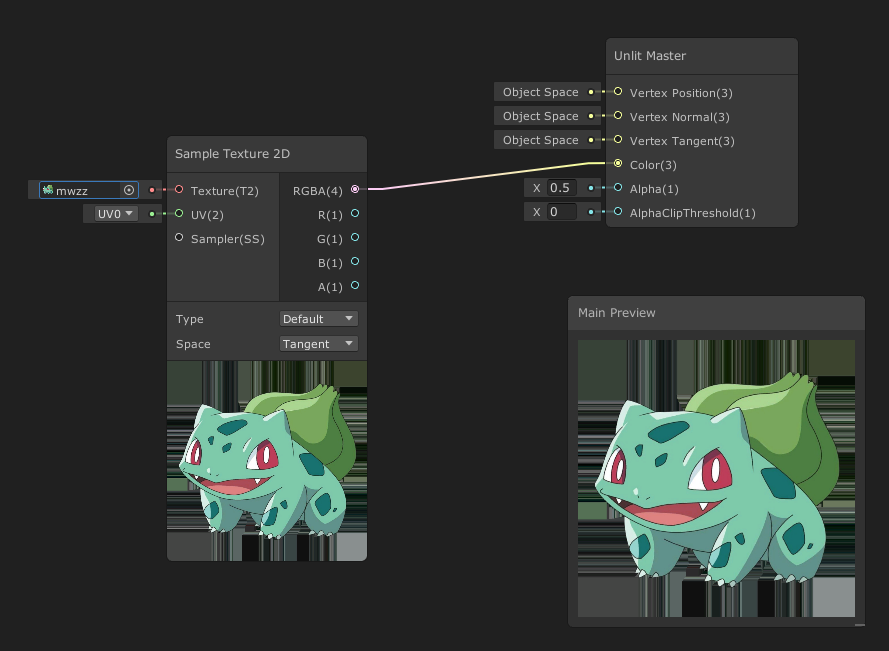 Unlit Master
Object Space Vertex Position(3)
Object Space Vertex Normal(3)
Object Space Vertex Tangent(3)
Color(3)
X 0.5 Alpha(1)
X 0 AlphaClipThreshold(1)
Sample Texture 2D
mwzz Texture(T2) RGBA(4)
UV0 UV(2) R(1)
Sampler(SS) G(1)
B(1)
A(1)
Type Default
Space Tangent
Main Preview